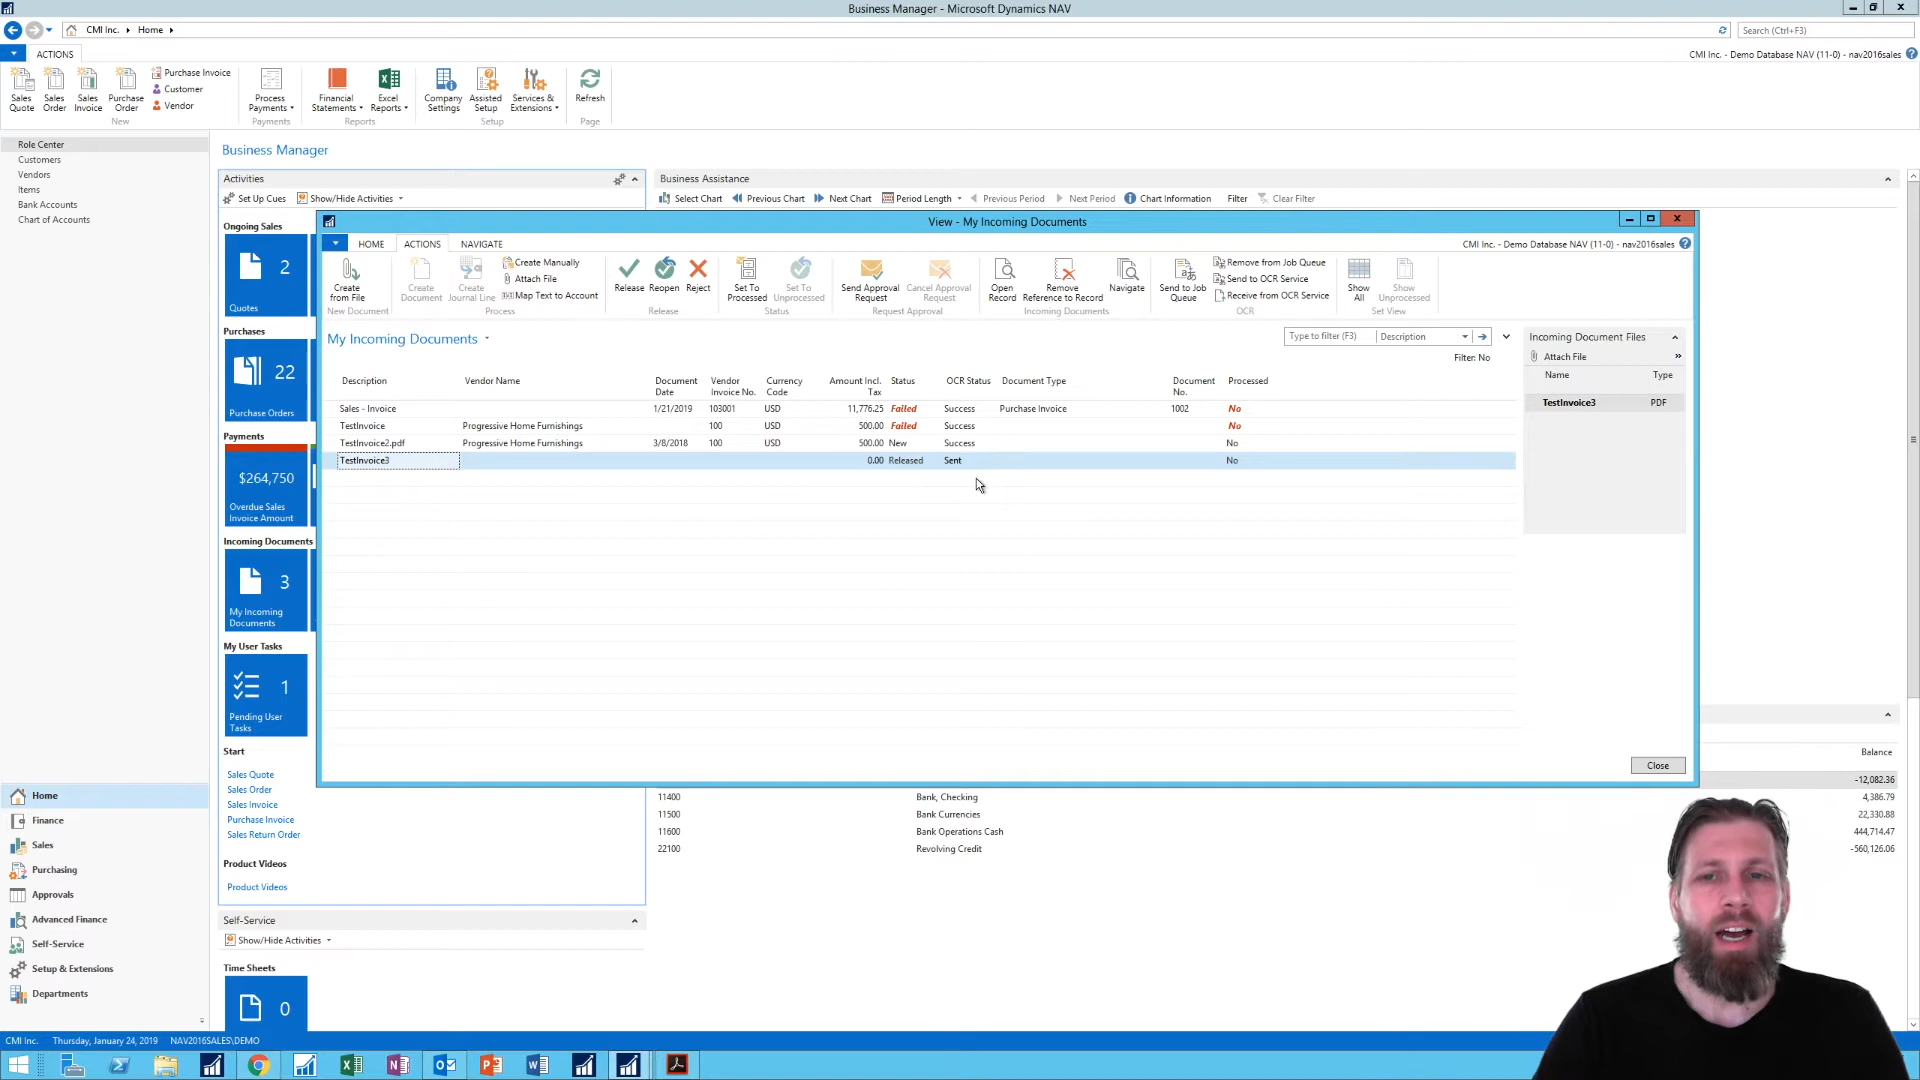 Business Manager - Microsoft Dynamics NAV
CMI Inc. Home
Search (Ctrl+F3)
ACTIONS
CMI Inc. - Demo Database NAV (11-0) - nav2016sales
Sales Quote
Sales Order
Sales Invoice
Purchase Order
Purchase Invoice
Customer
Vendor
New
Process Payments
Payments
Financial Statements
Excel Reports
Reports
Company Settings
Assisted Setup
Services & Extensions
Setup
Refresh
Page
Role Center
Customers
Vendors
Items
Bank Accounts
Chart of Accounts
Business Manager
Activities
Set Up Cues Show/Hide Activities
Business Assistance
Select Chart Previous Chart Next Chart Period Length Previous Period Next Period Chart Information Filter Clear Filter
Ongoing Sales
2
Quotes
Purchases
22
Purchase Orders
Payments
$264,750
Overdue Sales Invoice Amount
Incoming Documents
3
My Incoming Documents
My User Tasks
1
Pending User Tasks
Start
Sales Quote
Sales Order
Sales Invoice
Purchase Invoice
Sales Return Order
Product Videos
Product Videos
Self-Service
Show/Hide Activities
Time Sheets
0
View - My Incoming Documents
HOME ACTIONS NAVIGATE
CMI Inc. - Demo Database NAV (11-0) - nav2016sales
Create from File
New Document
Create Document
Create Journal Line
Create Manually
Attach File
Map Text to Account
Process
Release
Reopen
Reject
Release
Set To Processed
Set To Unprocessed
Status
Send Approval Request
Cancel Approval Request
Request Approval
Open Record
Remove Reference to Record
Navigate
Incoming Documents
Send to Job Queue
Remove from Job Queue
Send to OCR Service
Receive from OCR Service
OCR
Show All
Show Unprocessed
Set View
My Incoming Documents
Type to filter (F3) Description
Filter: No
Description Vendor Name Document Date Vendor Invoice No. Currency Code Amount Incl. Tax Status OCR Status Document Type Document No. Processed
Sales - Invoice 1/21/2019 103001 USD 11,776.25 Failed Success Purchase Invoice 1002 No
TestInvoice Progressive Home Furnishings 100 USD 500.00 Failed Success No
TestInvoice2.pdf Progressive Home Furnishings 3/8/2018 100 USD 500.00 New Success No
TestInvoice3 0.00 Released Sent No
Incoming Document Files
Attach File
Name Type
TestInvoice3 PDF
Close
Balance
-12,082.36
11400 Bank, Checking 4,386.79
11500 Bank Currencies 22,330.88
11600 Bank Operations Cash 444,714.47
22100 Revolving Credit -560,126.06
Home
Finance
Sales
Purchasing
Approvals
Advanced Finance
Self-Service
Setup & Extensions
Departments
CMI Inc. Thursday, January 24, 2019 NAV2016SALES\DEMO